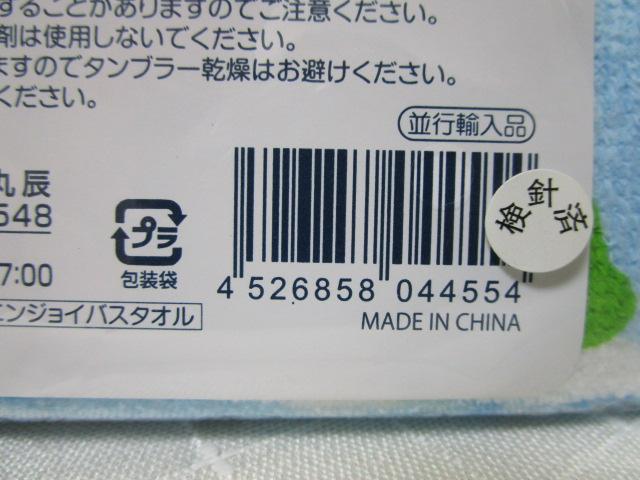 することがありますのでご注意ください。
剤は使用しないでください。
ますのでタンブラー乾燥はお避けください。
ください。
並行輸入品
丸辰
548
7:00
プラ
包装袋
エンジョイバスタオル
4 526858 044554
MADE IN CHINA
検針済